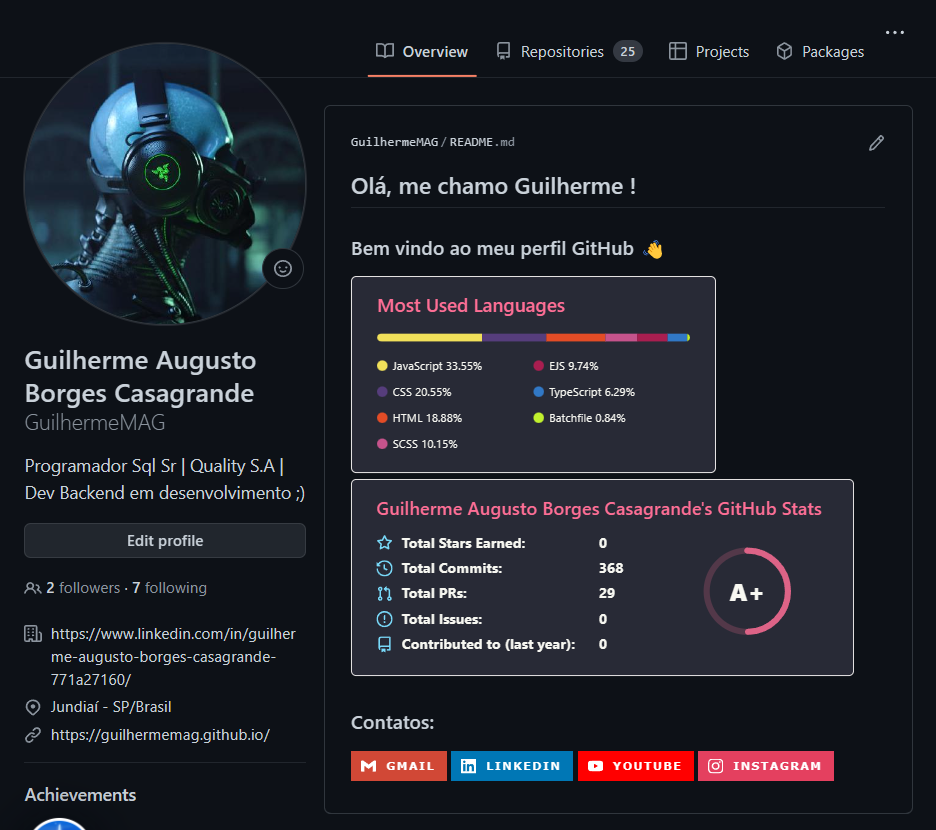 Overview
Repositories 25
Projects
Packages
Guilherme Augusto
Borges Casagrande
GuilhermeMAG
Programador Sql Sr | Quality S.A |
Dev Backend em desenvolvimento ;)
Edit profile
2 followers · 7 following
https://www.linkedin.com/in/guilher
me-augusto-borges-casagrande-
771a27160/
Jundiaí - SP/Brasil
https://guilhermemag.github.io/
Achievements
GuilhermeMAG/README.md
Olá, me chamo Guilherme !
Bem vindo ao meu perfil GitHub 👋
Most Used Languages
JavaScript 33.55%
CSS 20.55%
HTML 18.88%
SCSS 10.15%
EJS 9.74%
TypeScript 6.29%
Batchfile 0.84%
Guilherme Augusto Borges Casagrande's GitHub Stats
Total Stars Earned: 0
Total Commits: 368
Total PRs: 29
Total Issues: 0
Contributed to (last year): 0
A+
Contatos:
GMAIL
LINKEDIN
YOUTUBE
INSTAGRAM